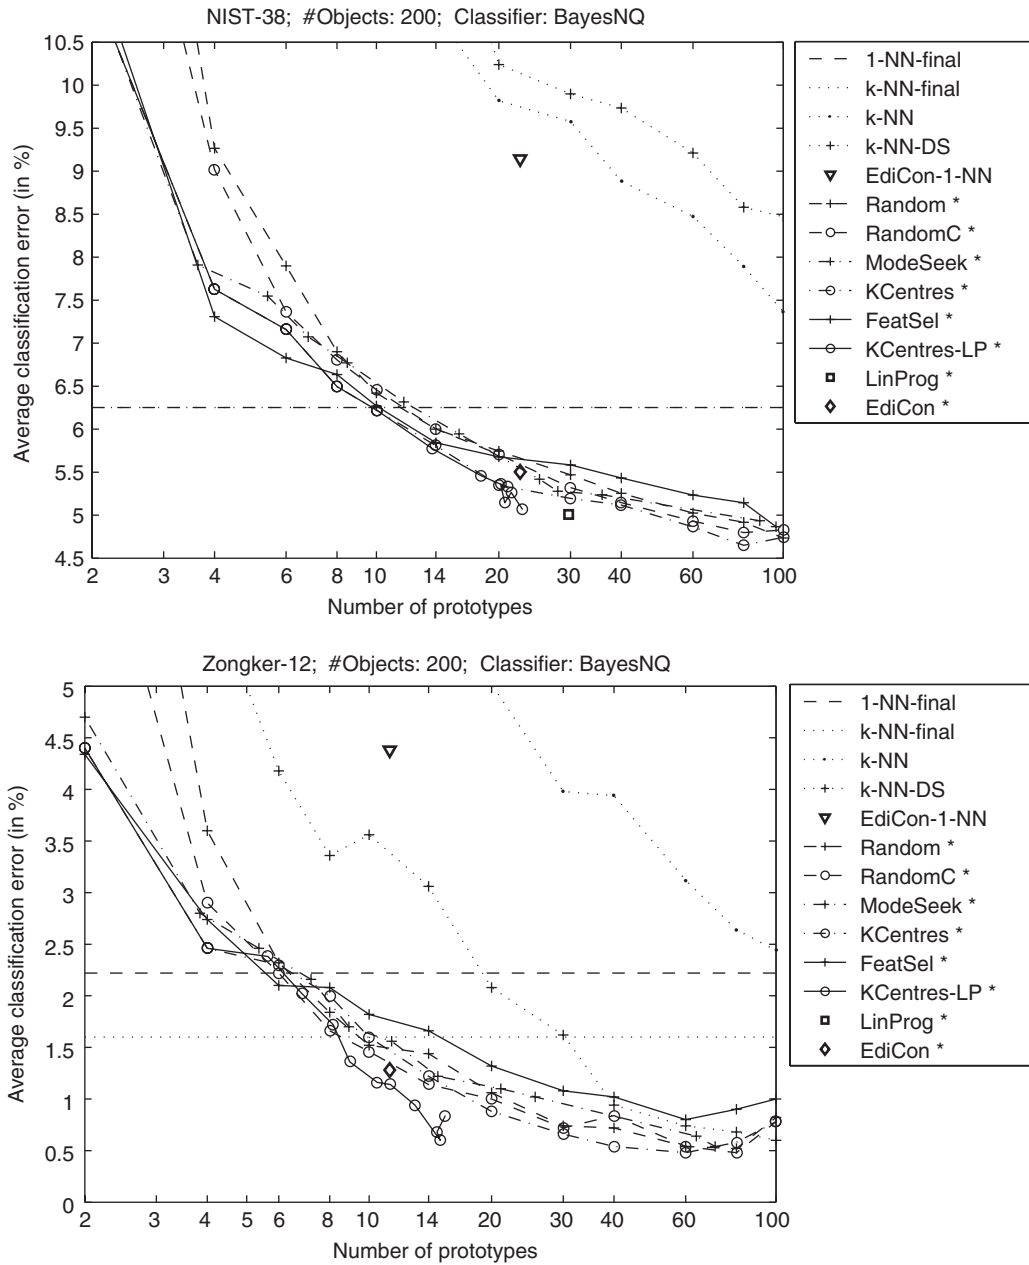 NIST-38; #Objects: 200; Classifier: BayesNQ
10.5
10
9.5
9
8.5
8
7.5
7
6.5
6
5.5
5
4.5
Average classification error (in %)
2 3 4 6 8 10 14 20 30 40 60 100
Number of prototypes
1-NN-final
k-NN-final
k-NN
k-NN-DS
EdiCon-1-NN
Random *
RandomC *
ModeSeek *
KCentres *
FeatSel *
KCentres-LP *
LinProg *
EdiCon *
Zongker-12; #Objects: 200; Classifier: BayesNQ
5
4.5
4
3.5
3
2.5
2
1.5
1
0.5
0
Average classification error (in %)
2 3 4 5 6 8 10 14 20 30 40 60 100
Number of prototypes
1-NN-final
k-NN-final
k-NN
k-NN-DS
EdiCon-1-NN
Random *
RandomC *
ModeSeek *
KCentres *
FeatSel *
KCentres-LP *
LinProg *
EdiCon *